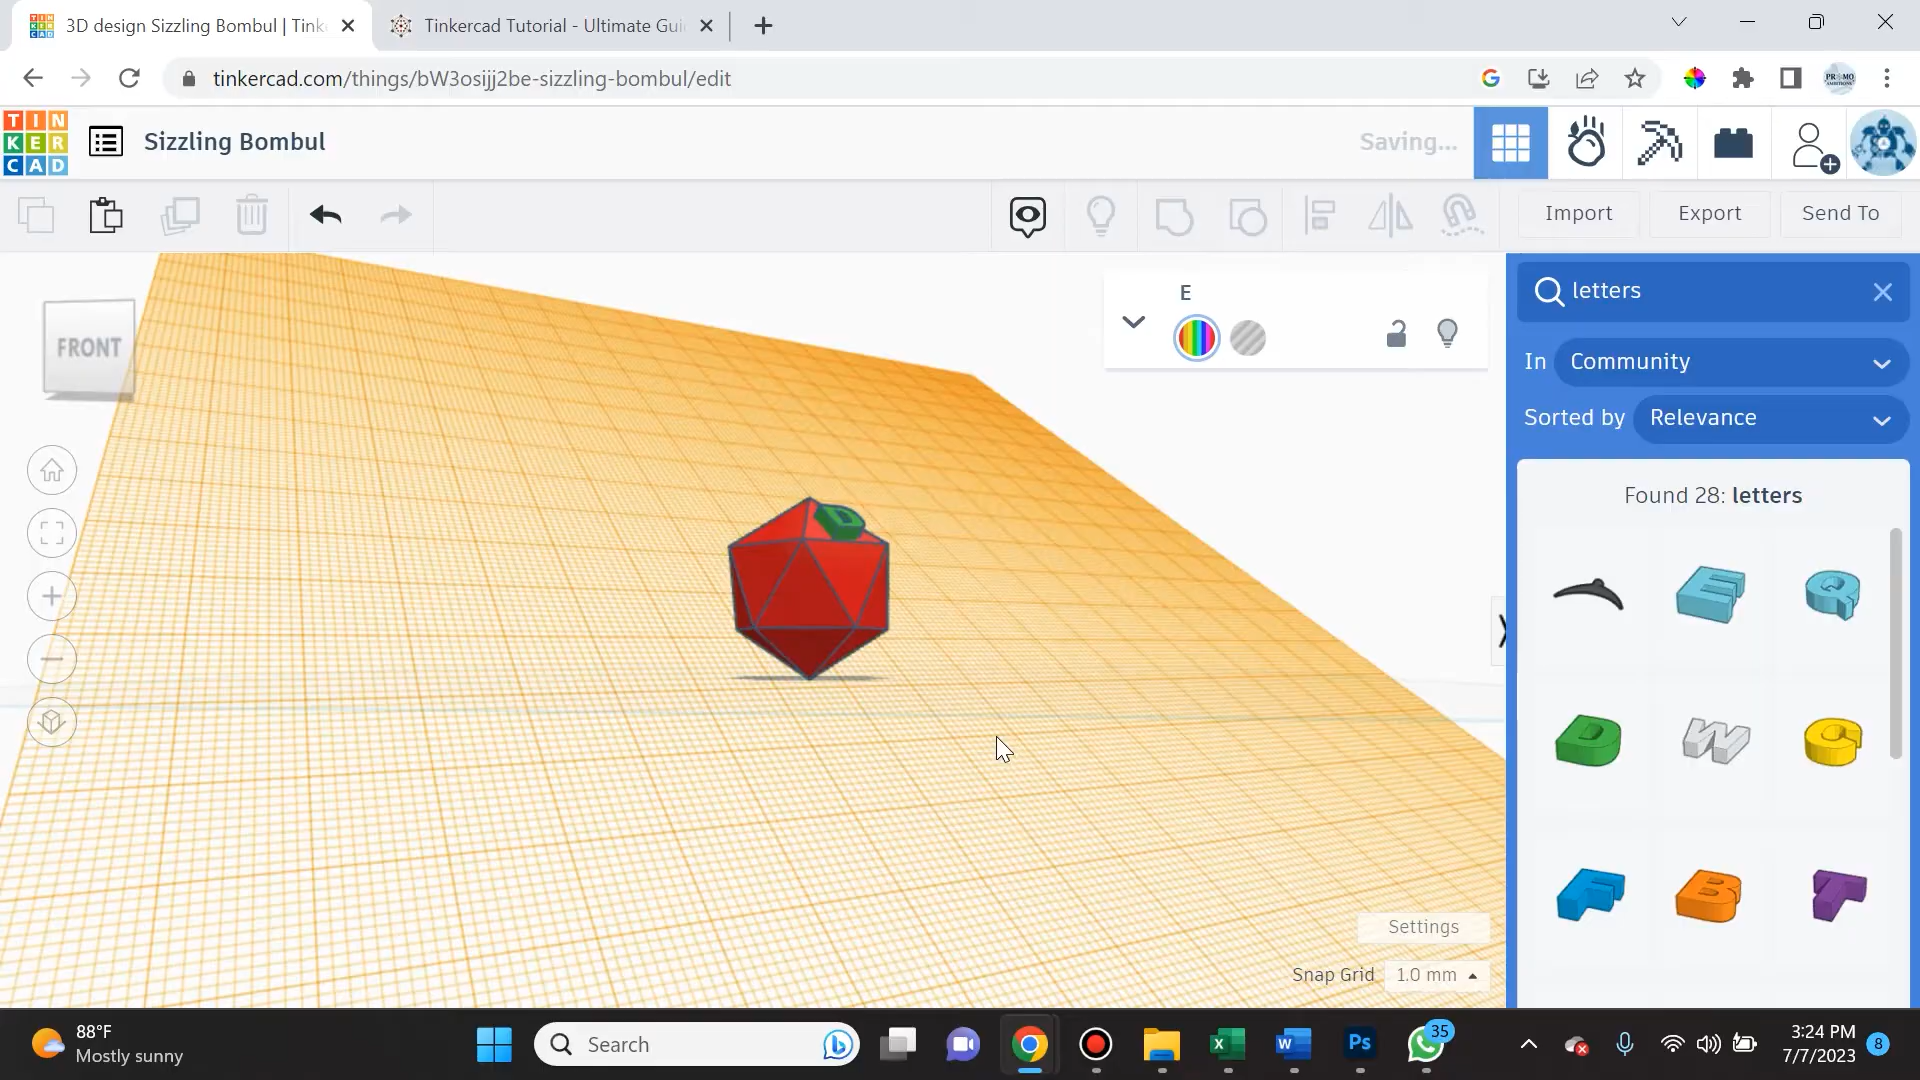 3D design Sizzling Bombul | Tink
Tinkercad Tutorial - Ultimate Gui
tinkercad.com/things/bW3osijj2be-sizzling-bombul/edit
PROMO
TIN
KER
CAD
Sizzling Bombul
Saving...
Import
Export
Send To
FRONT
E
letters
In
Community
Sorted by
Relevance
Found 28: letters
E
Q
D
W
C
F
B
T
D
Settings
Snap Grid
1.0 mm
88°F
Mostly sunny
Search
X
W
Ps
35
3:24 PM
7/7/2023
8